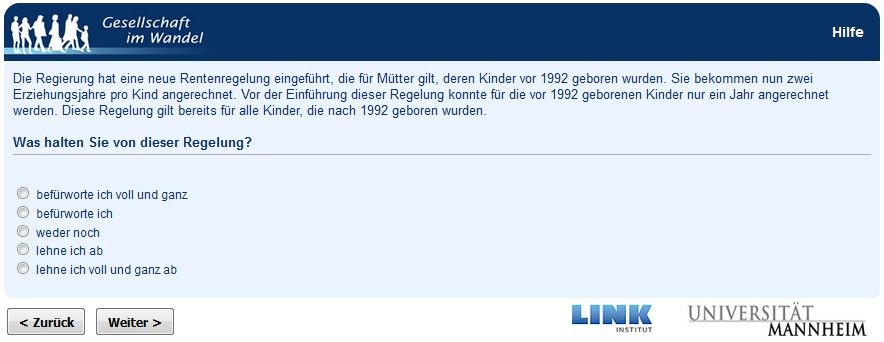 Gesellschaft
im Wandel
Hilfe
Die Regierung hat eine neue Rentenregelung eingeführt, die für Mütter gilt, deren Kinder vor 1992 geboren wurden. Sie bekommen nun zwei
Erziehungsjahre pro Kind angerechnet. Vor der Einführung dieser Regelung konnte für die vor 1992 geborenen Kinder nur ein Jahr angerechnet
werden. Diese Regelung gilt bereits für alle Kinder, die nach 1992 geboren wurden.
Was halten Sie von dieser Regelung?
befürworte ich voll und ganz
befürworte ich
weder noch
lehne ich ab
lehne ich voll und ganz ab
< Zurück
Weiter >
LINK
INSTITUT
UNIVERSITÄT
MANNHEIM